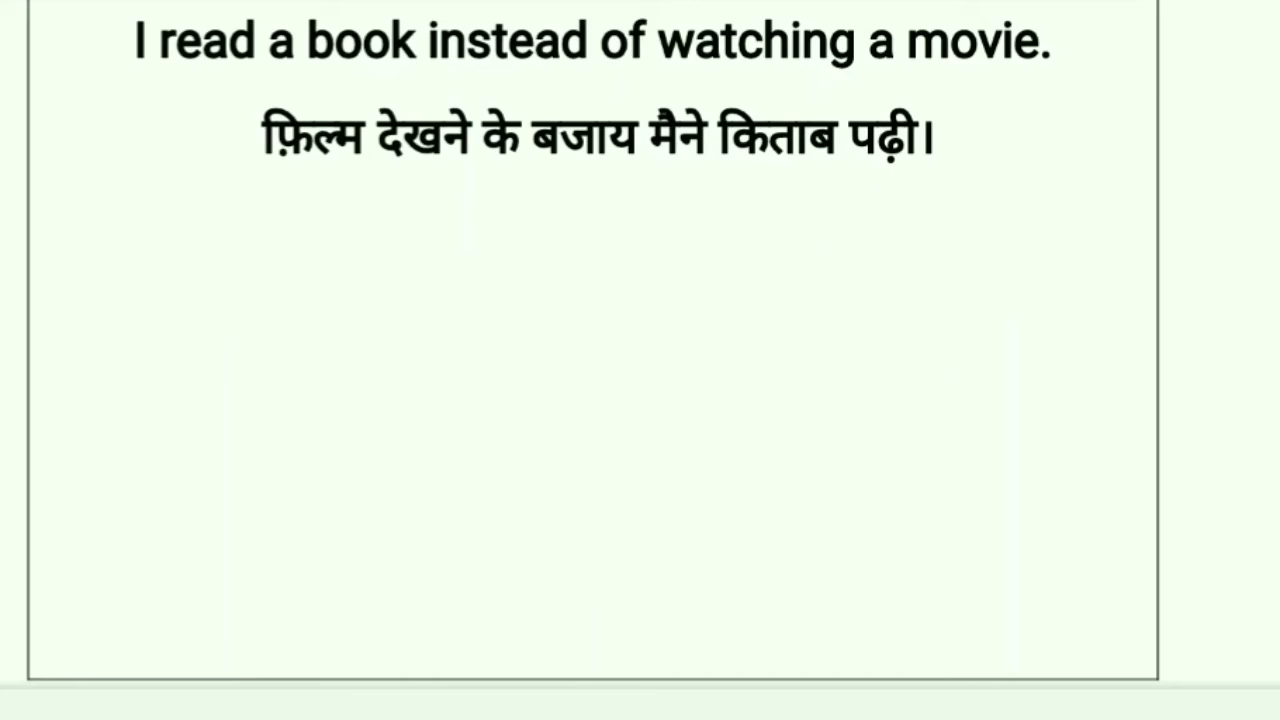 I read a book instead of watching a movie.
फ़िल्म देखने के बजाय मैने किताब पढ़ी।